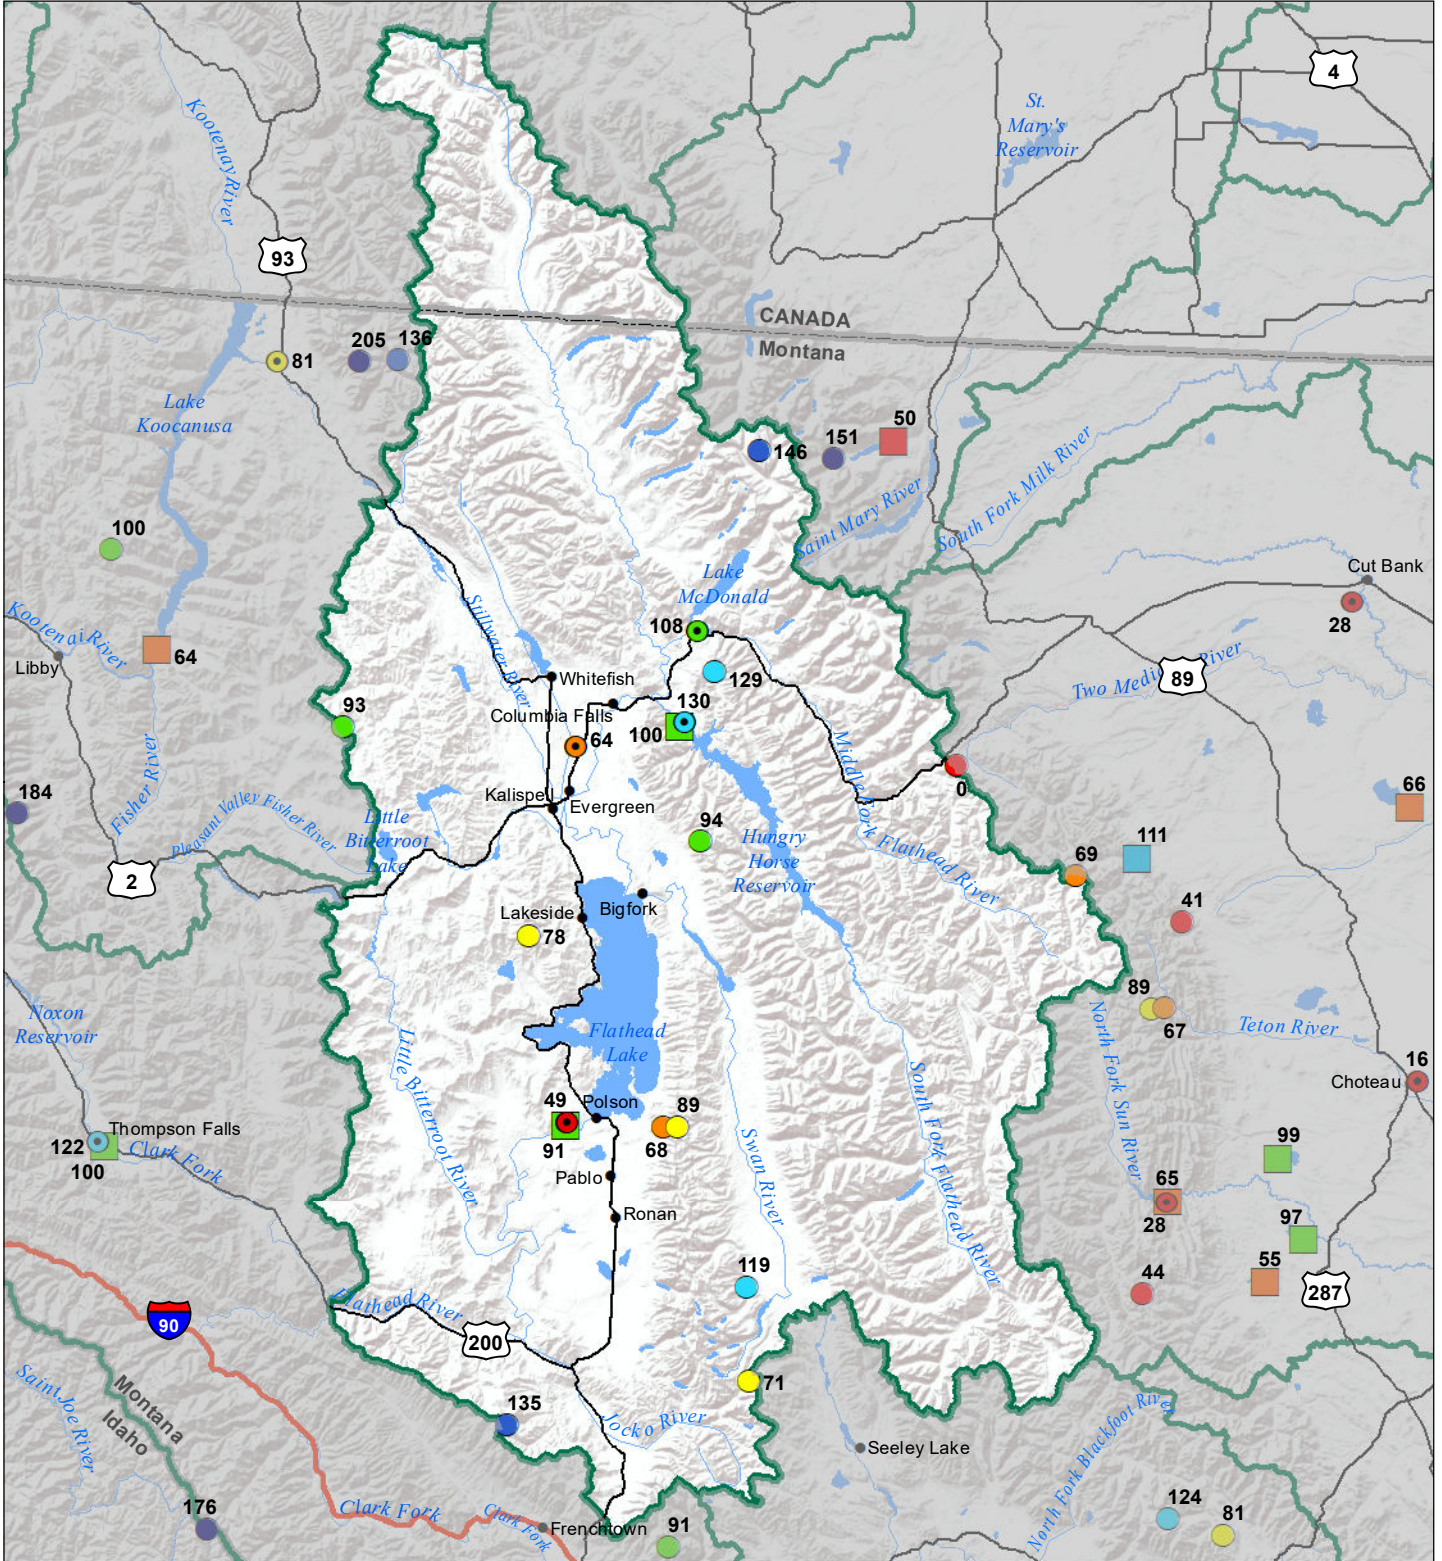 4
St.
Mary's
Reservoir
Kootenay River
93
CANADA
Montana
205
136
81
Lake
Koocanusa
50
146
151
Saint Mary River
South Fork Milk River
100
Cut Bank
28
Lake
McDonald
Stillwater River
Kootenai River
Libby
64
108
129
Two Medicine River
89
Whitefish
Columbia Falls
130
100
93
64
Middle Fork Flathead River
0
66
184
Fisher River
Pleasant Valley Fisher River
Kalispell
Evergreen
Little
Bitterroot
Lake
94
Hungry
Horse
Reservoir
111
69
2
41
Lakeside
Bigfork
78
89
67
Noxon
Reservoir
Flathead
Lake
North Fork Sun River
Teton River
Little Bitterroot River
South Fork Flathead River
16
Choteau
49
Polson
91
89
68
Thompson Falls
122
100
Clark Fork
Swan River
99
Pablo
65
28
Ronan
97
119
55
44
287
Flathead River
90
200
71
Saint Joe River
Montana
Idaho
135
Jocko River
Seeley Lake
North Fork Blackfoot River
176
Clark Fork
Clark Fork
Frenchtown
91
124
81